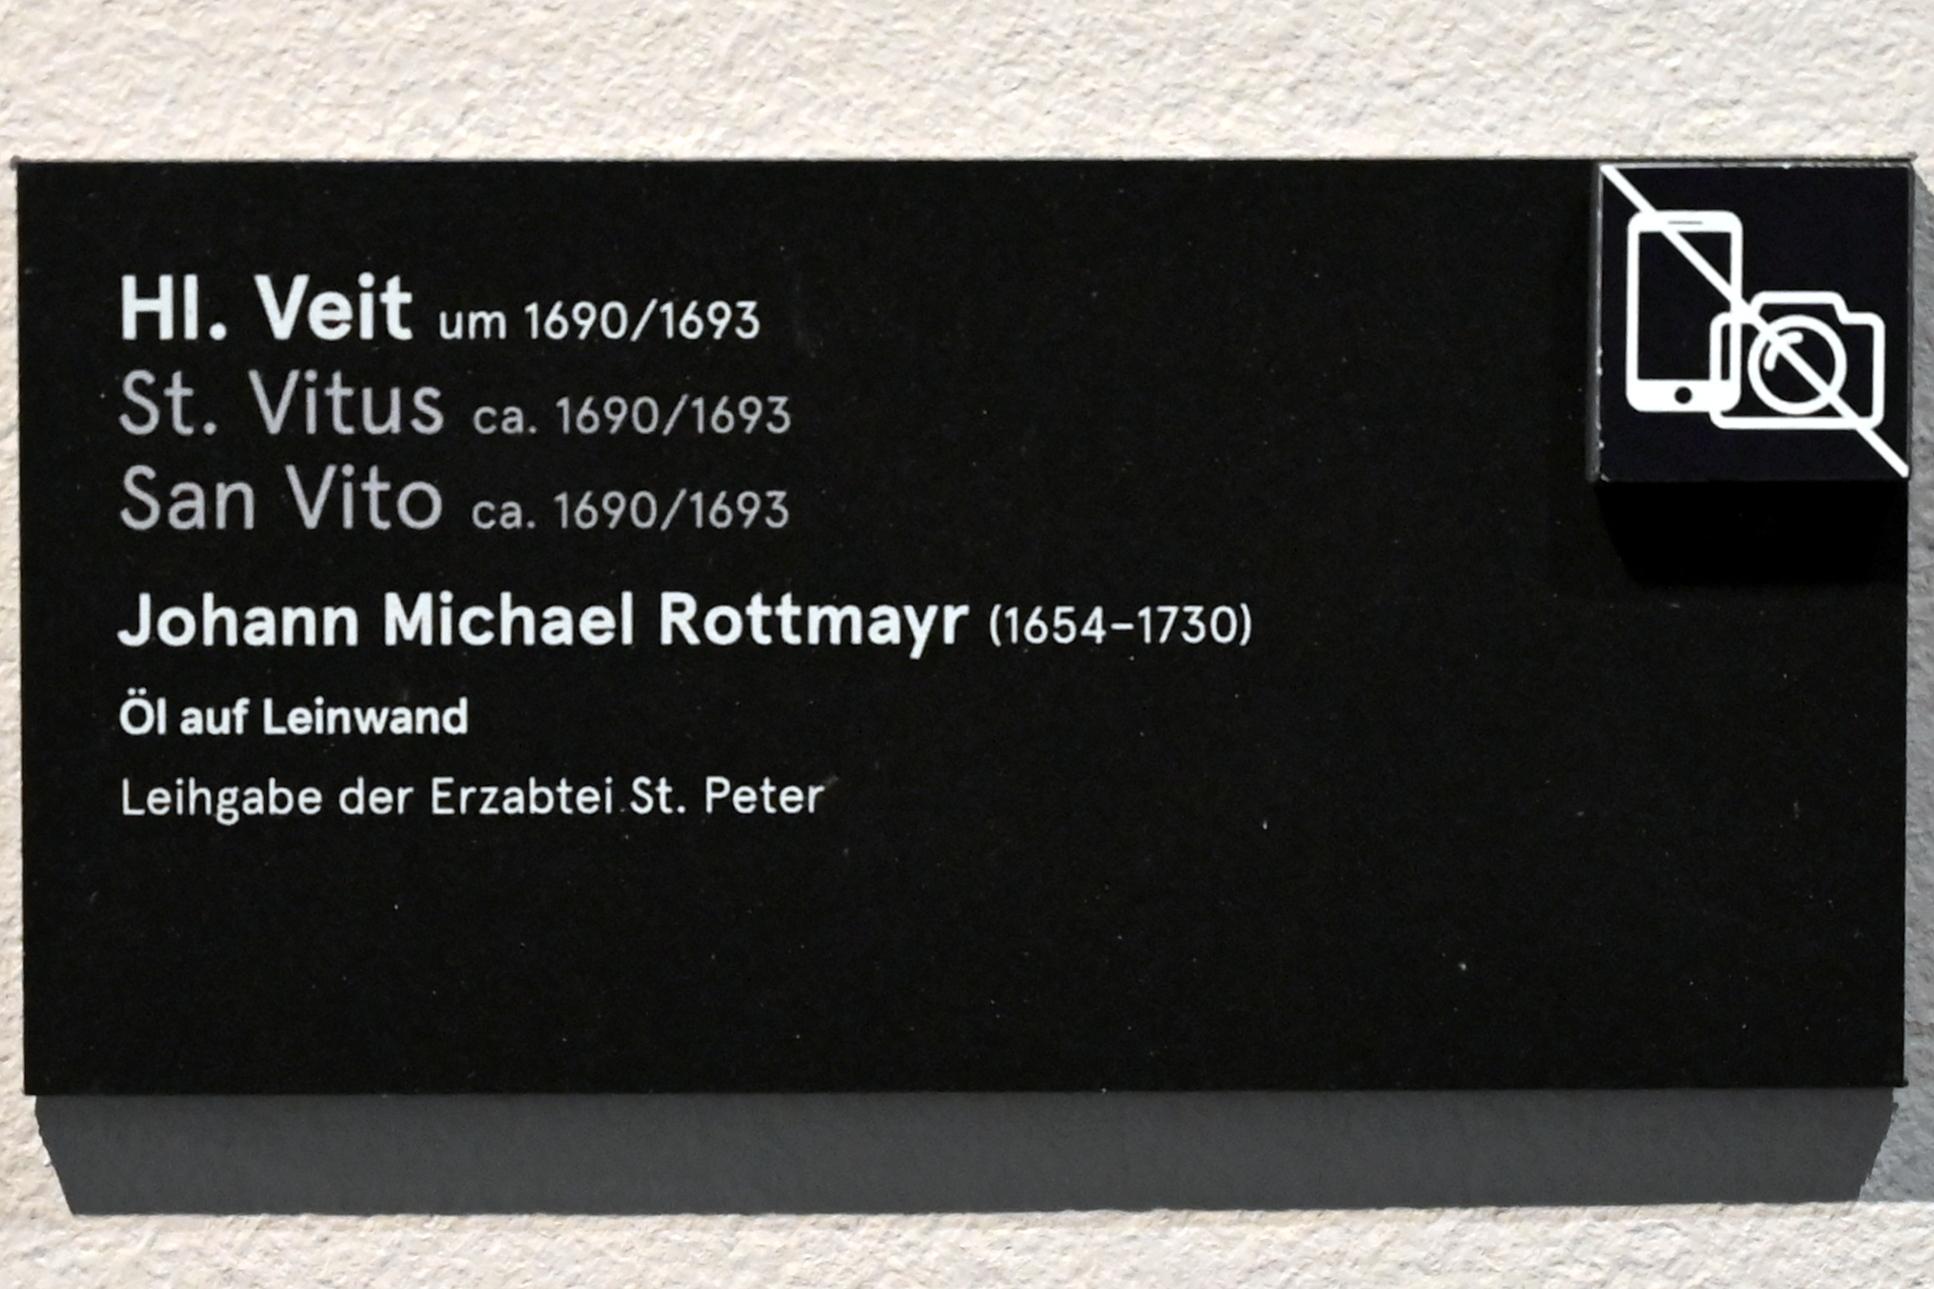 Hl. Veit um 1690/1693
St. Vitus ca. 1690/1693
San Vito ca. 1690/1693
Johann Michael Rottmayr (1654–1730)
Öl auf Leinwand
Leihgabe der Erzabtei St. Peter